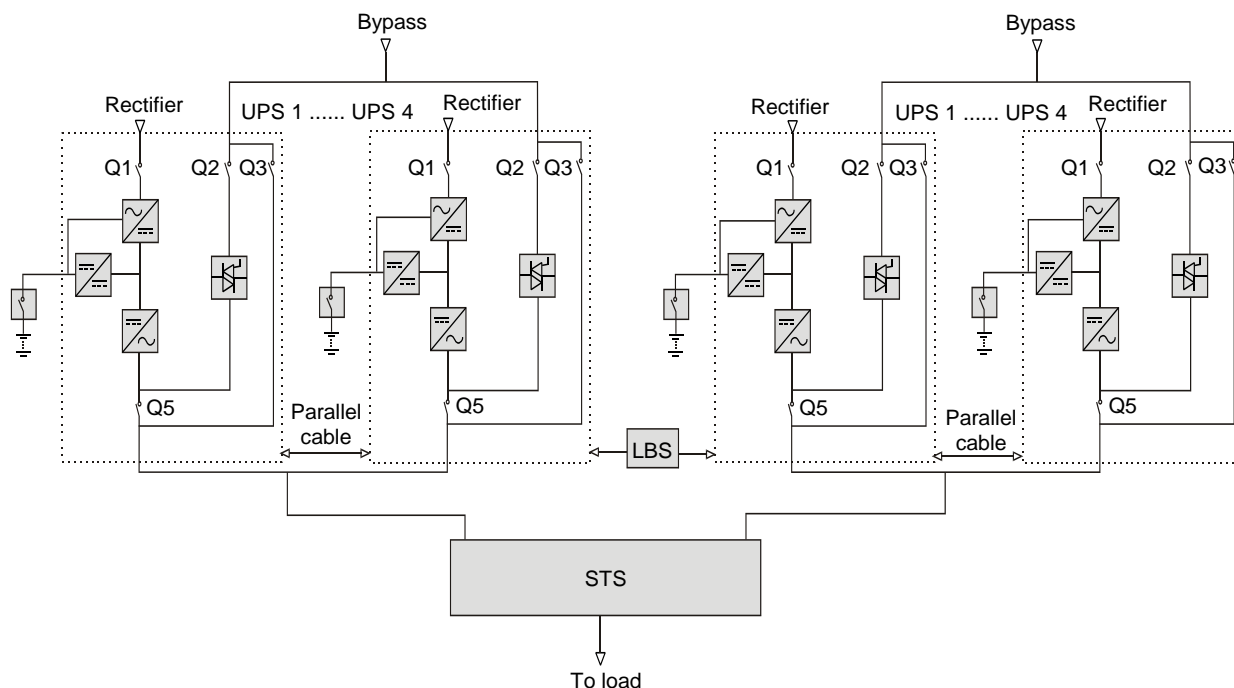 Bypass
Bypass
Rectifier
UPS 1 ...... UPS 4
Rectifier
Rectifier
UPS 1 ...... UPS 4
Rectifier
Q1
Q2
Q3
Q1
Q2
Q3
Q1
Q2
Q3
Q1
Q2
Q3
Q5
Parallel
cable
Q5
LBS
Q5
Parallel
cable
Q5
STS
To load